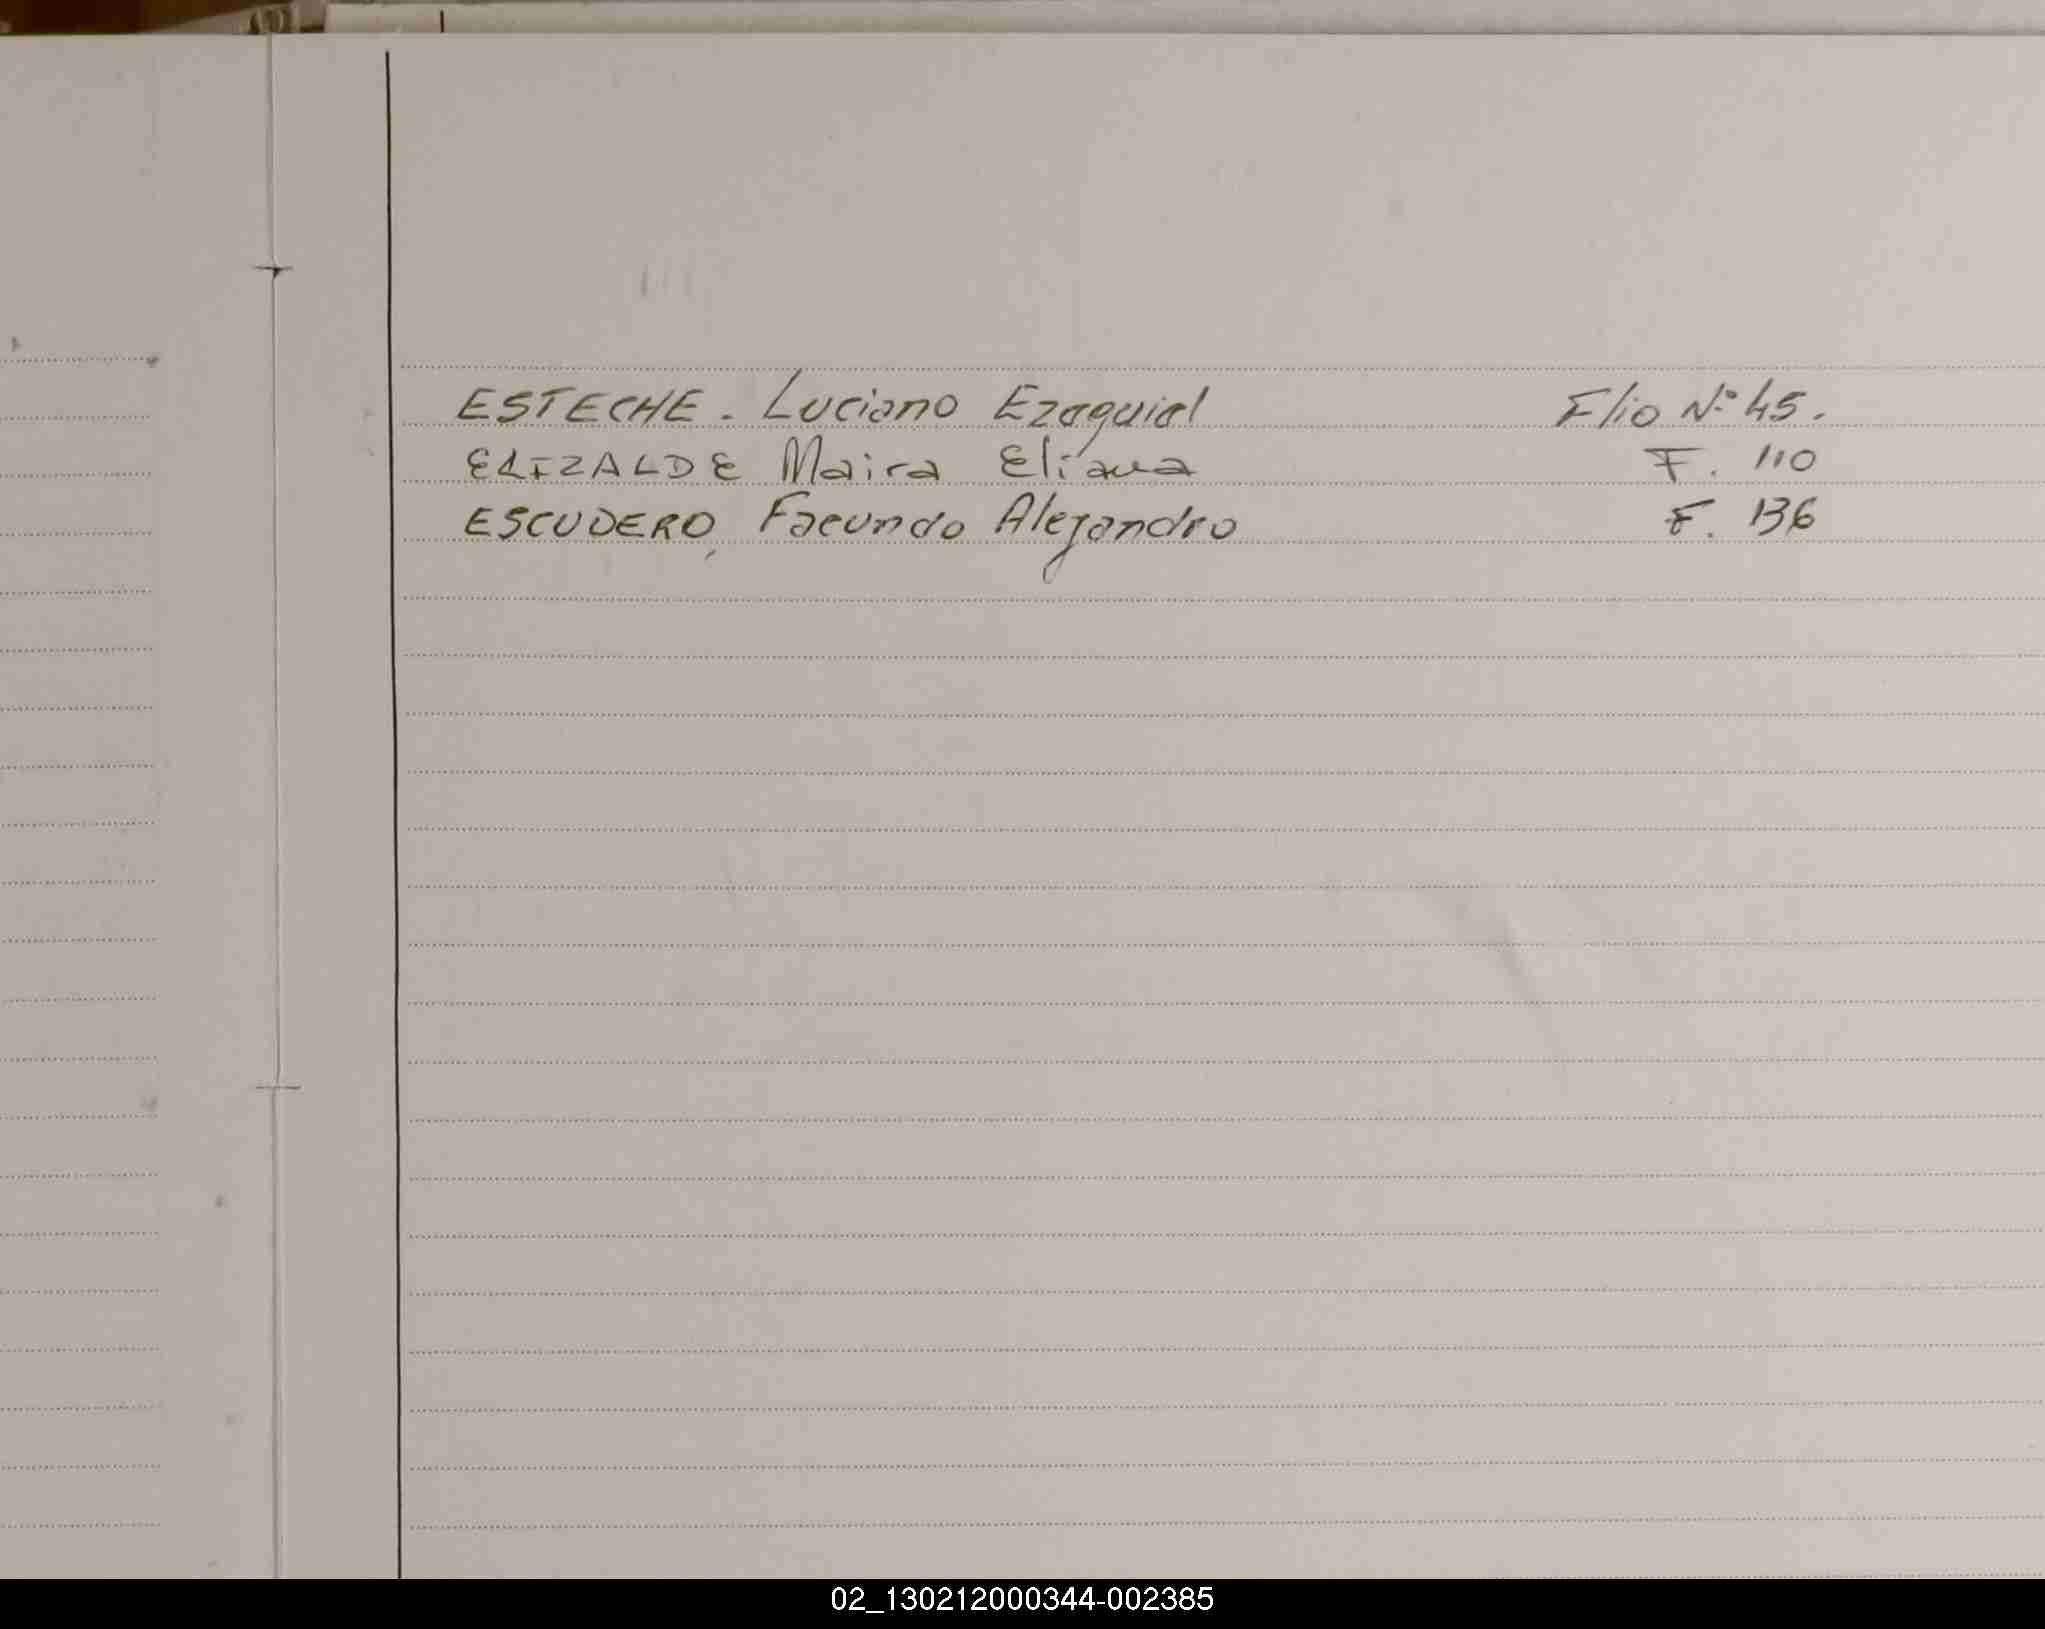 ESTECHE. Luciano Ezequiel Flio Nº 45.
ELIZALDE Maira Eliana F. 110
ESCUDERO, Facundo Alejandro F. 136
02_130212000344-002385